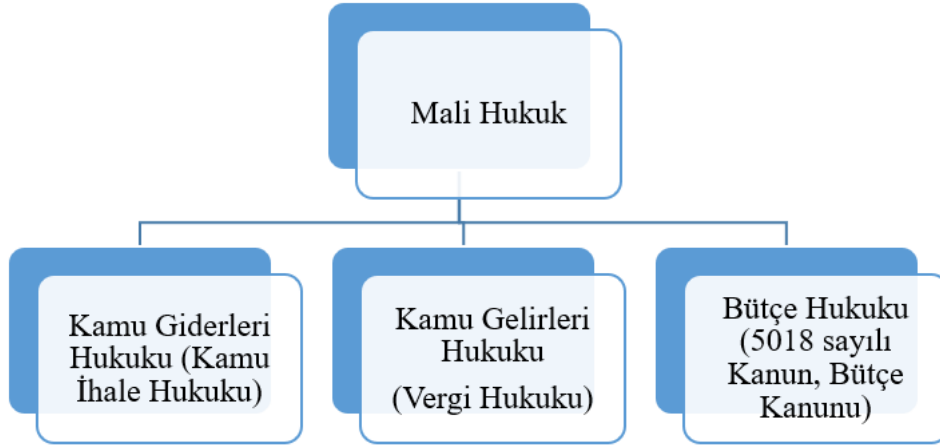 Mali Hukuk
Kamu Giderleri
Hukuku (Kamu
İhale Hukuku)
Kamu Gelirleri
Hukuku
(Vergi Hukuku)
Bütçe Hukuku
(5018 sayılı
Kanun, Bütçe
Kanunu)